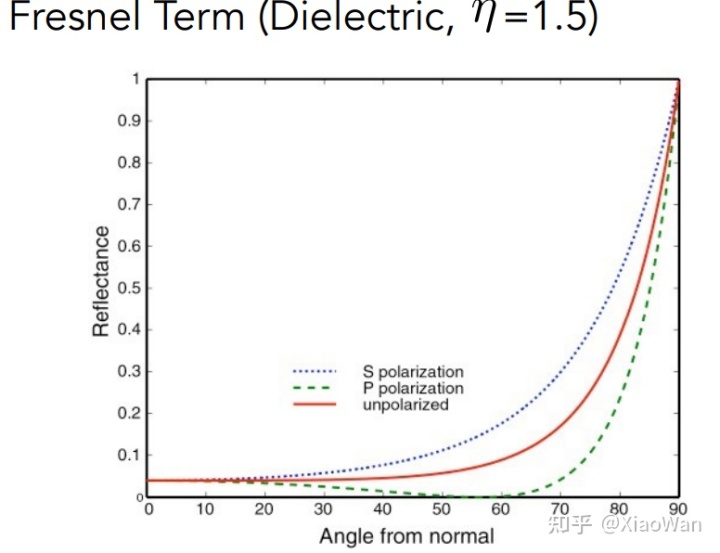 Fresnel Term (Dielectric, η=1.5)
1
0.9
0.8
0.7
0.6
0.5
0.4
0.3
0.2
0.1
0
Reflectance
S polarization
P polarization
unpolarized
0 10 20 30 40 50 60 70 80 90
Angle from normal
知乎 @XiaoWan